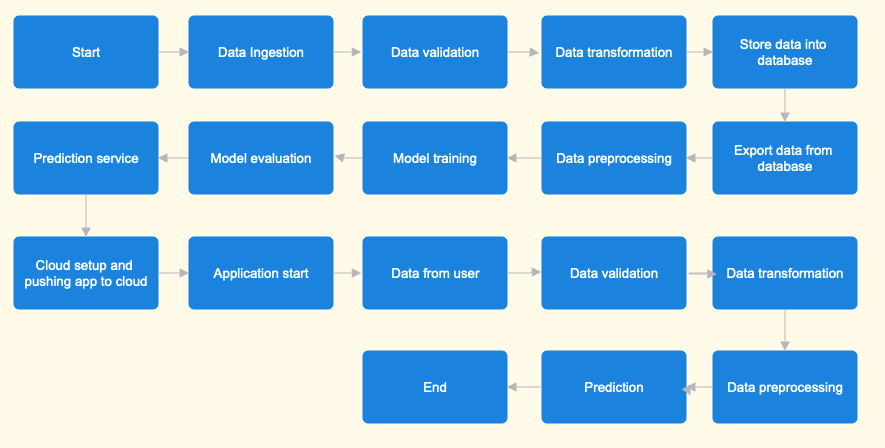 Start
Data Ingestion
Data validation
Data transformation
Store data into
database
Export data from
database
Data preprocessing
Model training
Model evaluation
Prediction service
Cloud setup and
pushing app to cloud
Application start
Data from user
Data validation
Data transformation
Data preprocessing
Prediction
End